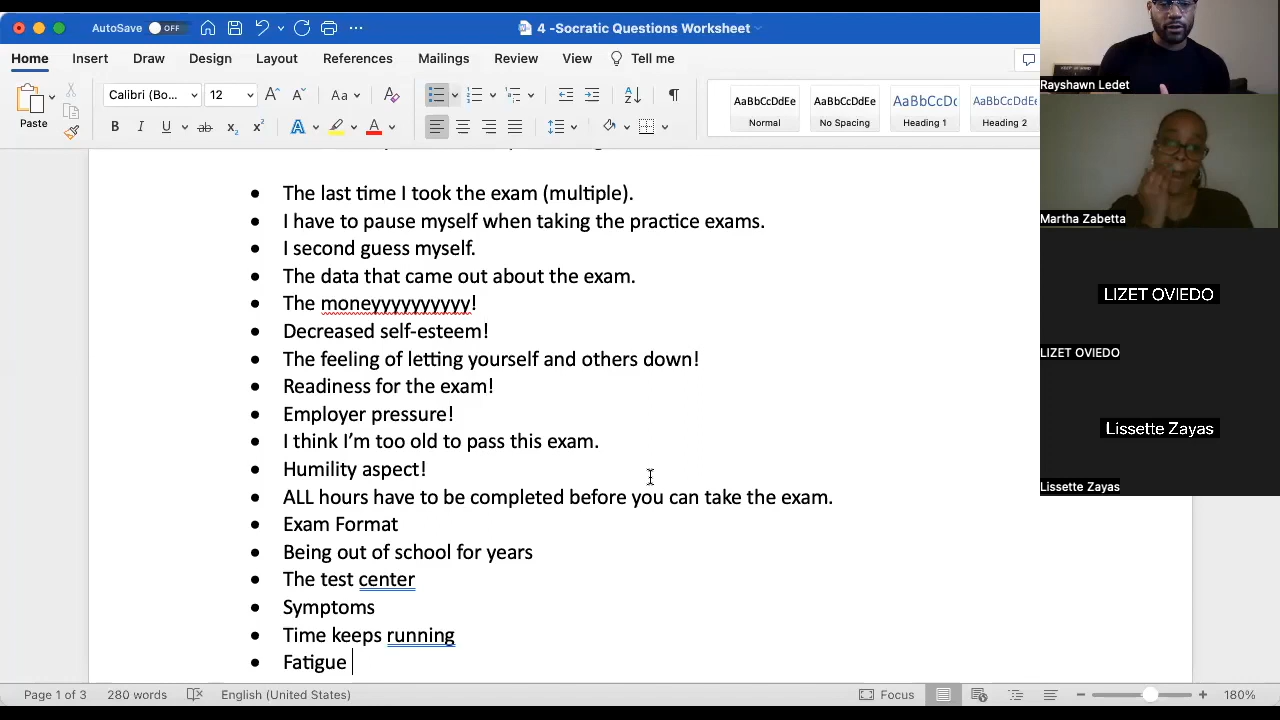 AutoSave OFF
4 -Socratic Questions Worksheet
Home Insert Draw Design Layout References Mailings Review View Tell me
Paste
Calibri (Bo... 12
AaBbCcDdEe AaBbCcDdEe AaBbCcDc AaBbCcDdEe
Normal No Spacing Heading 1 Heading 2
• The last time I took the exam (multiple).
• I have to pause myself when taking the practice exams.
• I second guess myself.
• The data that came out about the exam.
• The moneyyyyyyyyyy!
• Decreased self-esteem!
• The feeling of letting yourself and others down!
• Readiness for the exam!
• Employer pressure!
• I think I’m too old to pass this exam.
• Humility aspect!
• ALL hours have to be completed before you can take the exam.
• Exam Format
• Being out of school for years
• The test center
• Symptoms
• Time keeps running
• Fatigue
Page 1 of 3 280 words English (United States) Focus 180%
Rayshawn Ledet
Martha Zabetta
LIZET OVIEDO
LIZET OVIEDO
Lissette Zayas
Lissette Zayas